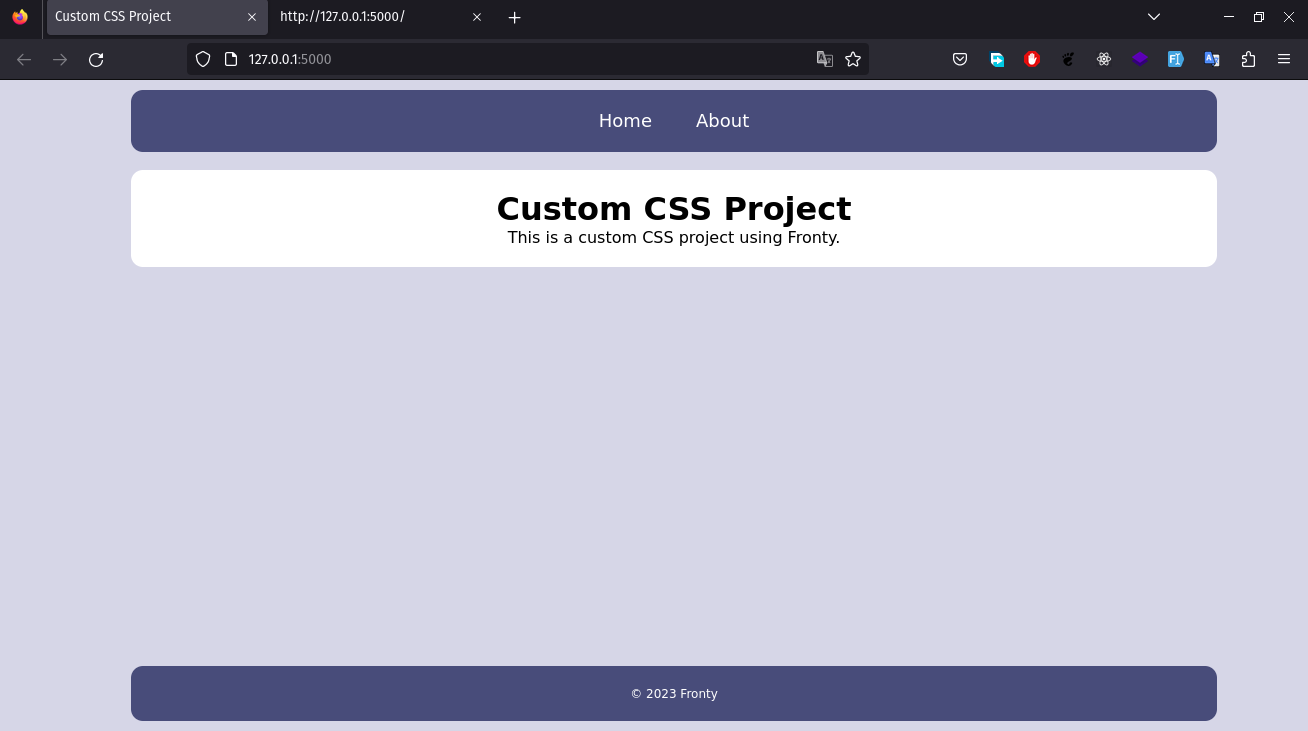 Custom CSS Project
http://127.0.0.1:5000/
127.0.0.1:5000
Home About
Custom CSS Project
This is a custom CSS project using Fronty.
© 2023 Fronty